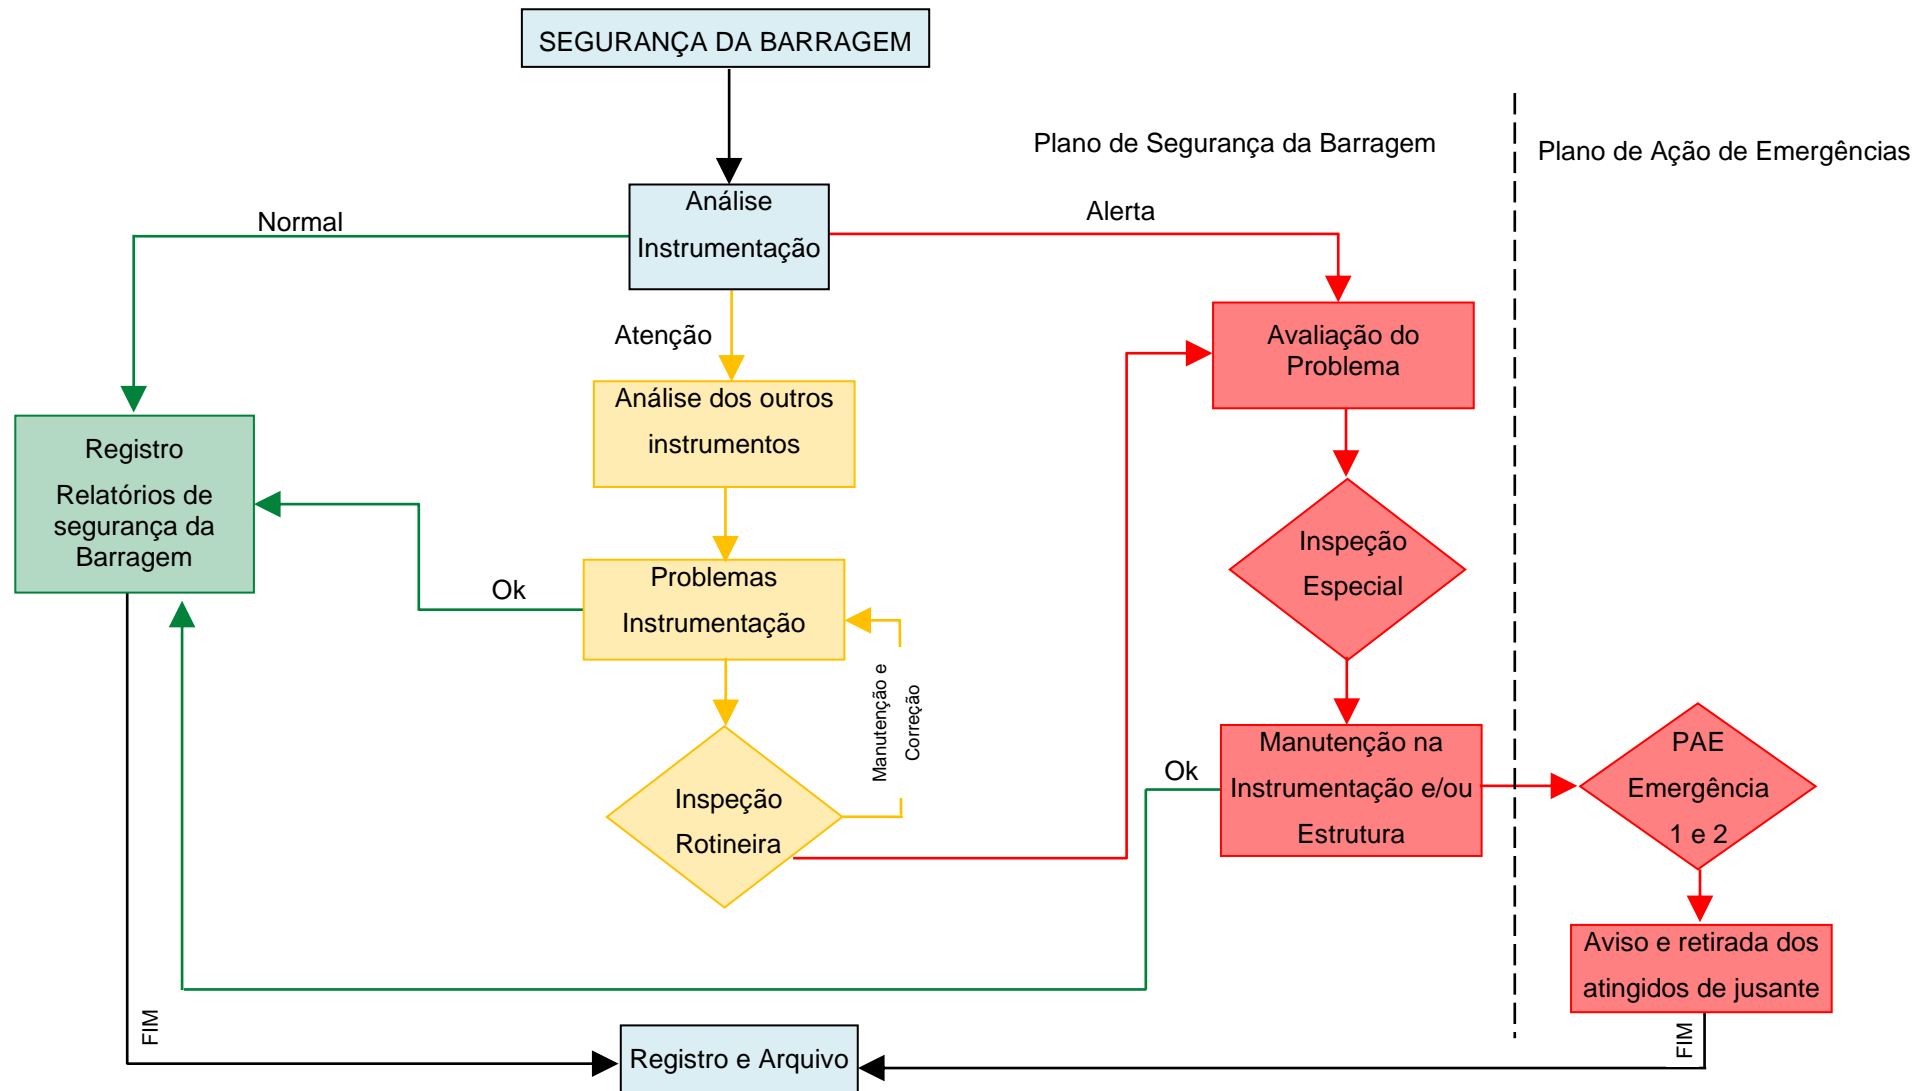 SEGURANÇA DA BARRAGEM
Plano de Segurança da Barragem
Plano de Ação de Emergências
Análise
Instrumentação
Normal
Alerta
Atenção
Avaliação do
Problema
Análise dos outros
instrumentos
Registro
Relatórios de
segurança da
Barragem
Inspeção
Especial
Problemas
Instrumentação
Ok
Manutenção e
Correção
Inspeção
Rotineira
Manutenção na
Instrumentação e/ou
Estrutura
Ok
PAE
Emergência
1 e 2
Aviso e retirada dos
atingidos de jusante
FIM
FIM
Registro e Arquivo